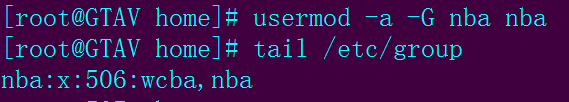 [root@GTAV home]# usermod -a -G nba nba
[root@GTAV home]# tail /etc/group
nba:x:506:wcba,nba